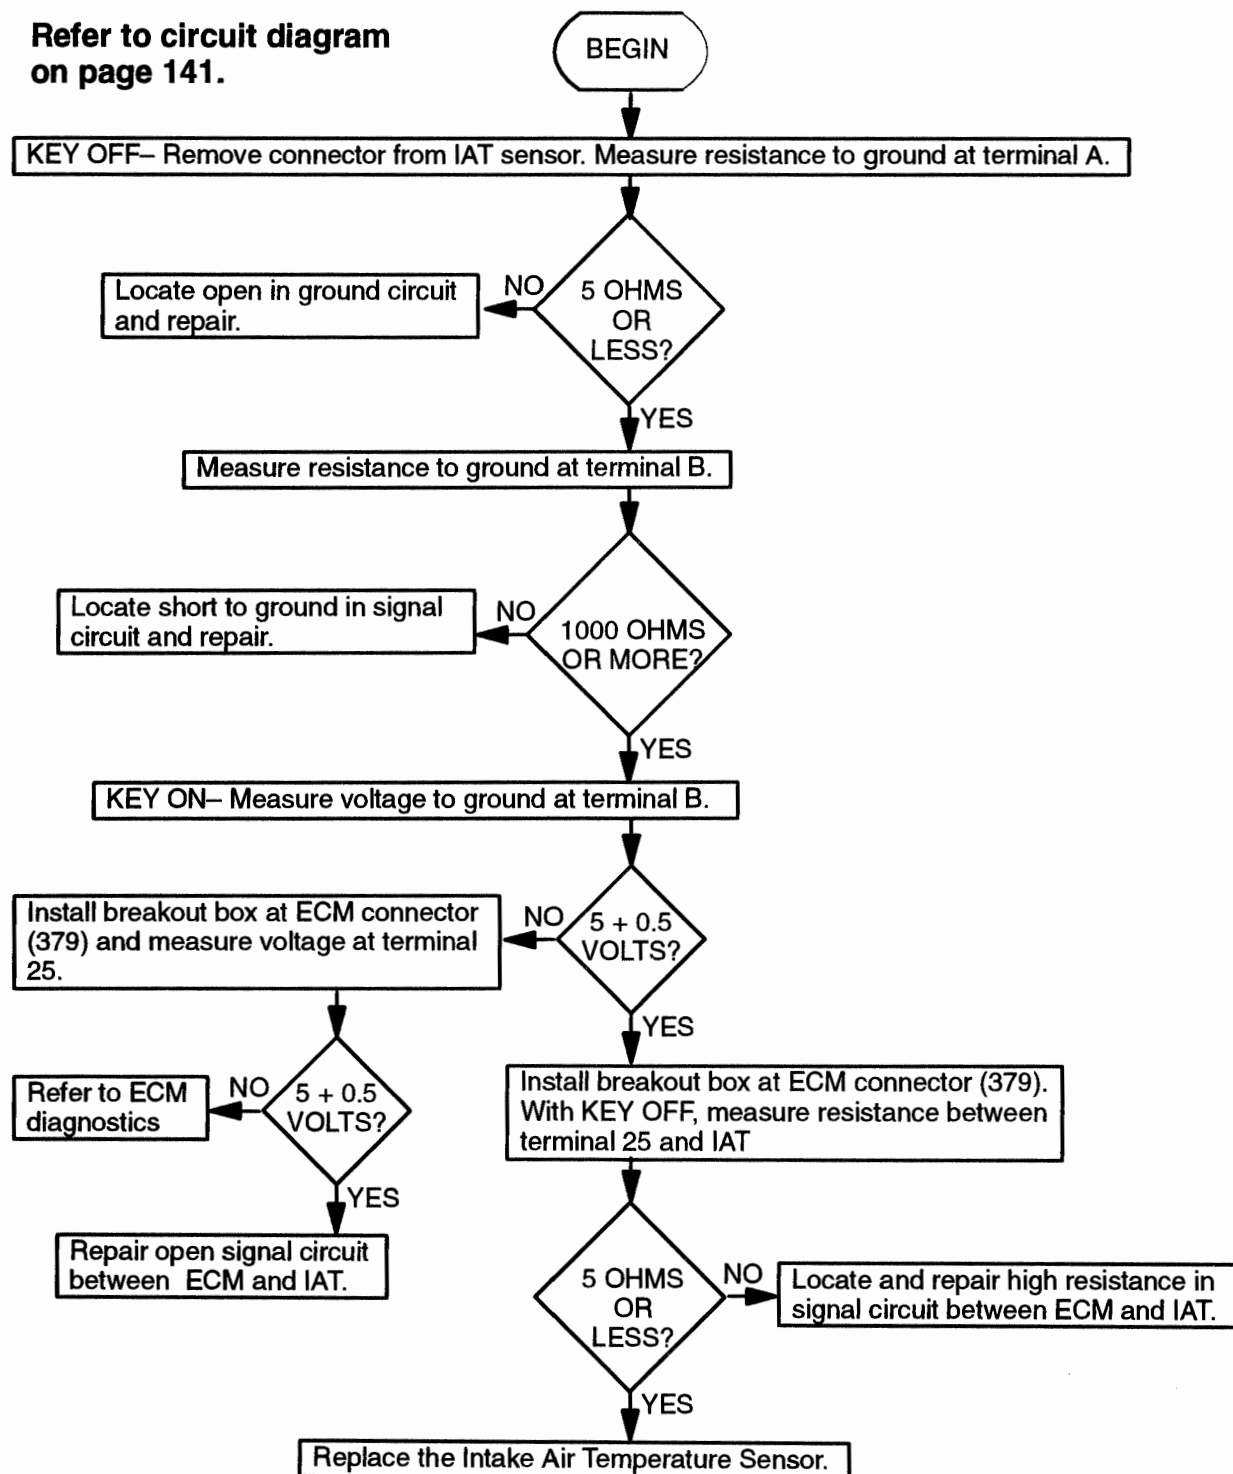 Refer to circuit diagram
on page 141.
BEGIN
KEY OFF– Remove connector from IAT sensor. Measure resistance to ground at terminal A.
NO
Locate open in ground circuit
and repair.
5 OHMS
OR
LESS?
YES
Measure resistance to ground at terminal B.
NO
Locate short to ground in signal
circuit and repair.
1000 OHMS
OR MORE?
YES
KEY ON– Measure voltage to ground at terminal B.
NO
Install breakout box at ECM connector
(379) and measure voltage at terminal
25.
5 + 0.5
VOLTS?
YES
Refer to ECM
diagnostics
NO
5 + 0.5
VOLTS?
YES
Repair open signal circuit
between ECM and IAT.
Install breakout box at ECM connector (379).
With KEY OFF, measure resistance between
terminal 25 and IAT
5 OHMS
OR
LESS?
NO
Locate and repair high resistance in
signal circuit between ECM and IAT.
YES
Replace the Intake Air Temperature Sensor.